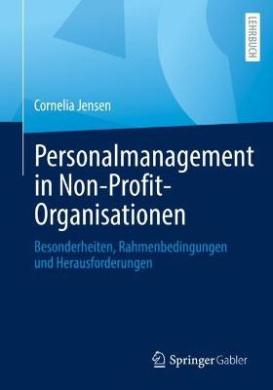 LEHRBUCH
Cornelia Jensen
Personalmanagement
in Non-Profit-
Organisationen
Besonderheiten, Rahmenbedingungen
und Herausforderungen
Springer Gabler